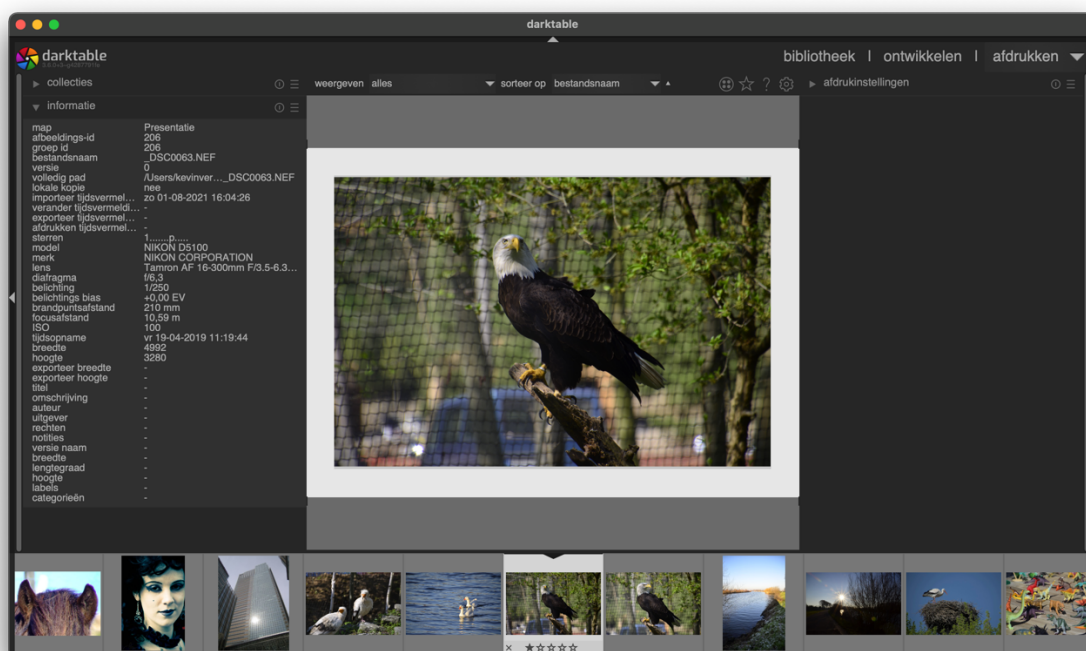 darktable
darktable
bibliotheek | ontwikkelen | afdrukken
collecties
weergeven alles sorteer op bestandsnaam
afdrukinstellingen
informatie
map Presentatie
afbeeldings-id 206
groep id 206
bestandsnaam _DSC0063.NEF
versie 0
volledig pad /Users/kevinver..._DSC0063.NEF
lokale kopie nee
importeer tijdsvermel... zo 01-08-2021 16:04:26
verander tijdsvermeldi... -
exporteer tijdsvermel... -
afdrukken tijdsvermel... -
sterren 1.......p.....
model NIKON D5100
merk NIKON CORPORATION
lens Tamron AF 16-300mm F/3.5-6.3...
diafragma f/6,3
belichting 1/250
belichtings bias +0,00 EV
brandpuntsafstand 210 mm
focusafstand 10,59 m
ISO 100
tijdsopname vr 19-04-2019 11:19:44
breedte 4992
hoogte 3280
exporteer breedte -
exporteer hoogte -
titel -
omschrijving -
auteur -
uitgever -
rechten -
notities -
versie naam -
breedte -
lengtegraad -
hoogte -
labels -
categorieën -